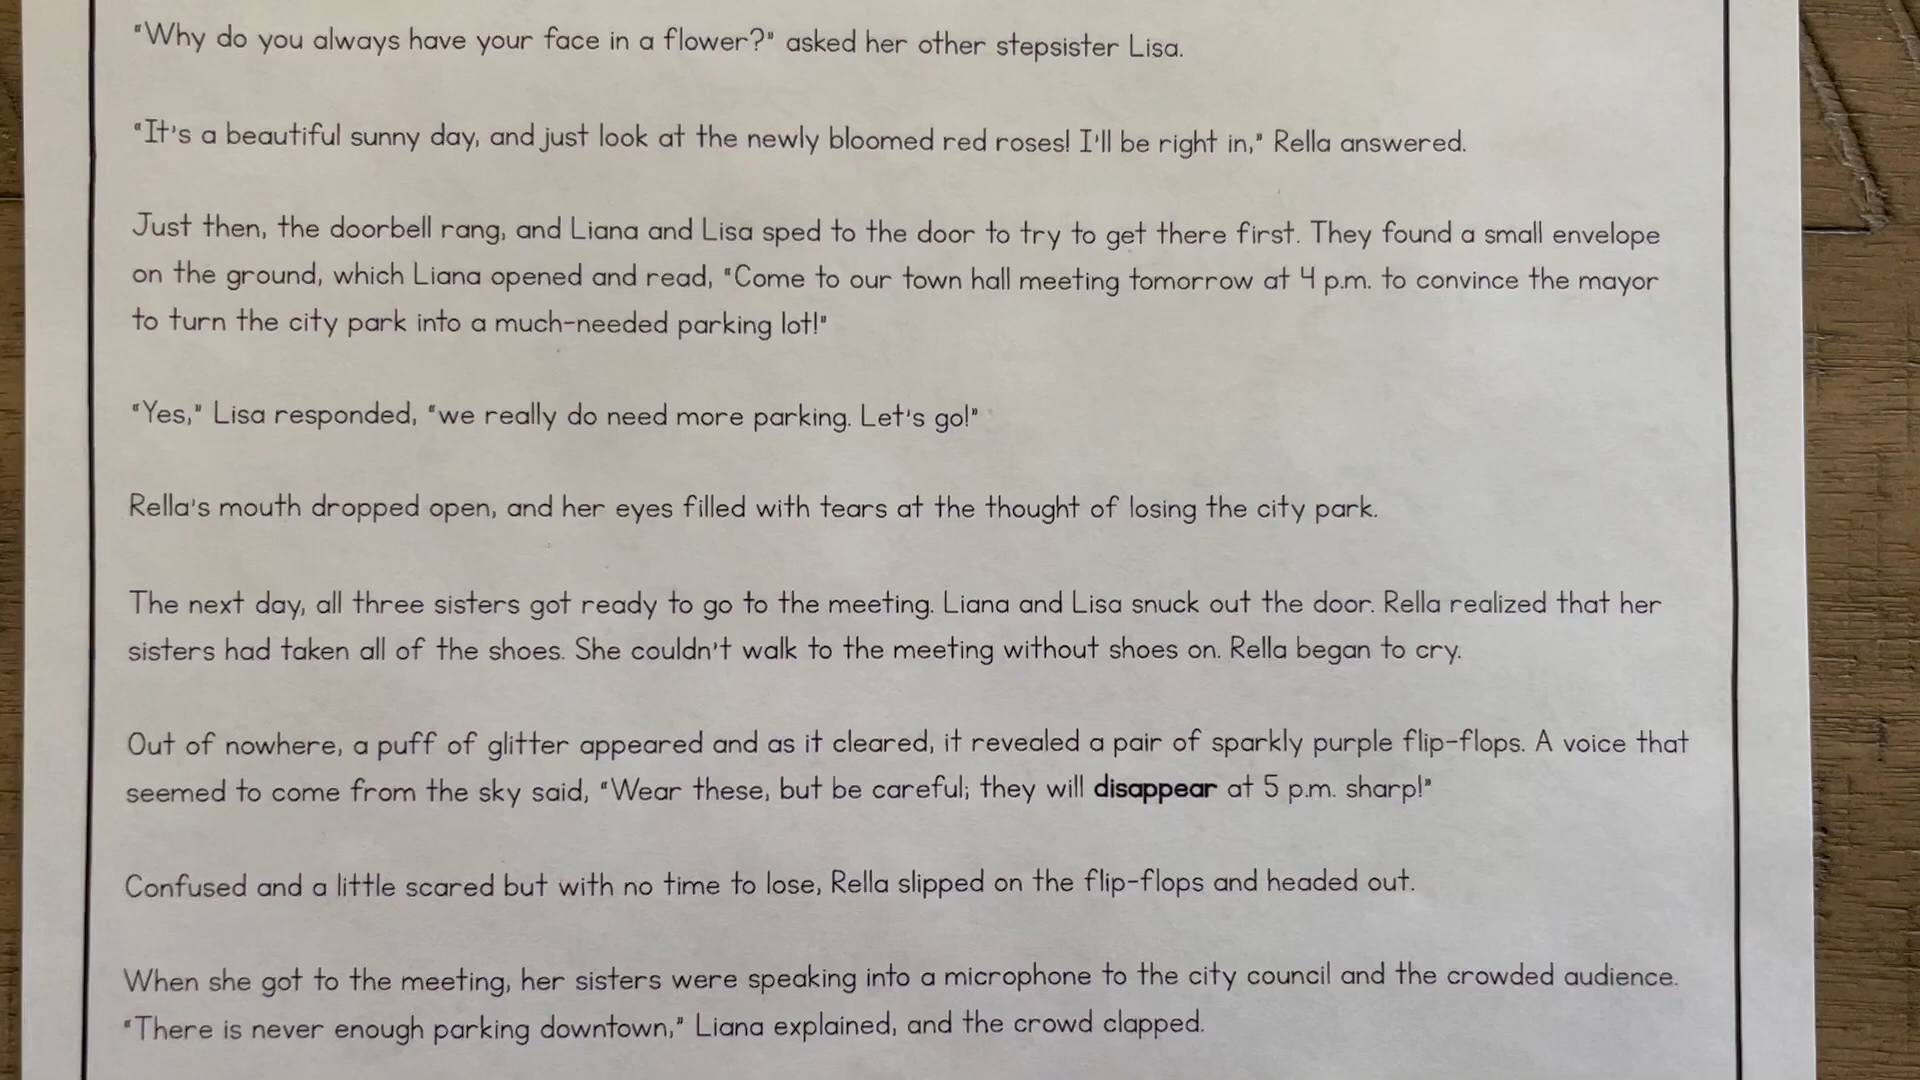 "Why do you always have your face in a flower?" asked her other stepsister Lisa.
"It's a beautiful sunny day, and just look at the newly bloomed red roses! I'll be right in," Rella answered.
Just then, the doorbell rang, and Liana and Lisa sped to the door to try to get there first. They found a small envelope
on the ground, which Liana opened and read, "Come to our town hall meeting tomorrow at 4 p.m. to convince the mayor
to turn the city park into a much-needed parking lot!"
"Yes," Lisa responded, "we really do need more parking. Let's go!"
Rella's mouth dropped open, and her eyes filled with tears at the thought of losing the city park.
The next day, all three sisters got ready to go to the meeting. Liana and Lisa snuck out the door. Rella realized that her
sisters had taken all of the shoes. She couldn't walk to the meeting without shoes on. Rella began to cry.
Out of nowhere, a puff of glitter appeared and as it cleared, it revealed a pair of sparkly purple flip-flops. A voice that
seemed to come from the sky said, "Wear these, but be careful; they will disappear at 5 p.m. sharp!"
Confused and a little scared but with no time to lose, Rella slipped on the flip-flops and headed out.
When she got to the meeting, her sisters were speaking into a microphone to the city council and the crowded audience.
"There is never enough parking downtown," Liana explained, and the crowd clapped.